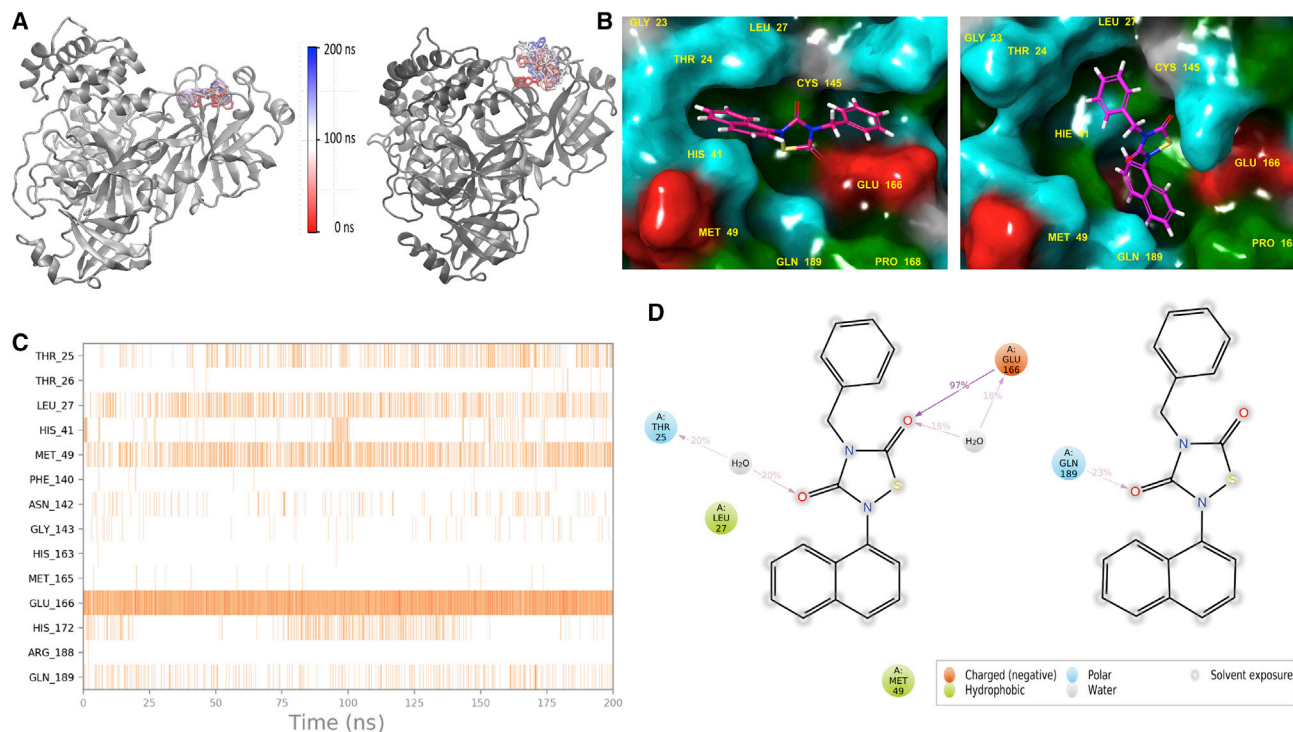 A
200 ns
100 ns
0 ns
B
GLY 23
LEU 27
THR 24
CYS 145
HIS 41
GLU 166
MET 49
GLN 189
PRO 168
GLY 23
LEU 27
THR 24
CYS 145
HIE 41
GLU 166
MET 49
GLN 189
PRO 168
C
THR_25
THR_26
LEU_27
HIS_41
MET_49
PHE_140
ASN_142
GLY_143
HIS_163
MET_165
GLU_166
HIS_172
ARG_188
GLN_189
0 25 50 75 100 125 150 175 200
Time (ns)
D
A:
GLU
166
97%
18%
18%
H₂O
O
A:
THR
25
20%
H₂O
20%
O
N
S
N
A:
LEU
27
A:
GLN
189
23%
O
O
N
S
N
A:
MET
49
Charged (negative)
Hydrophobic
Polar
Water
Solvent exposure